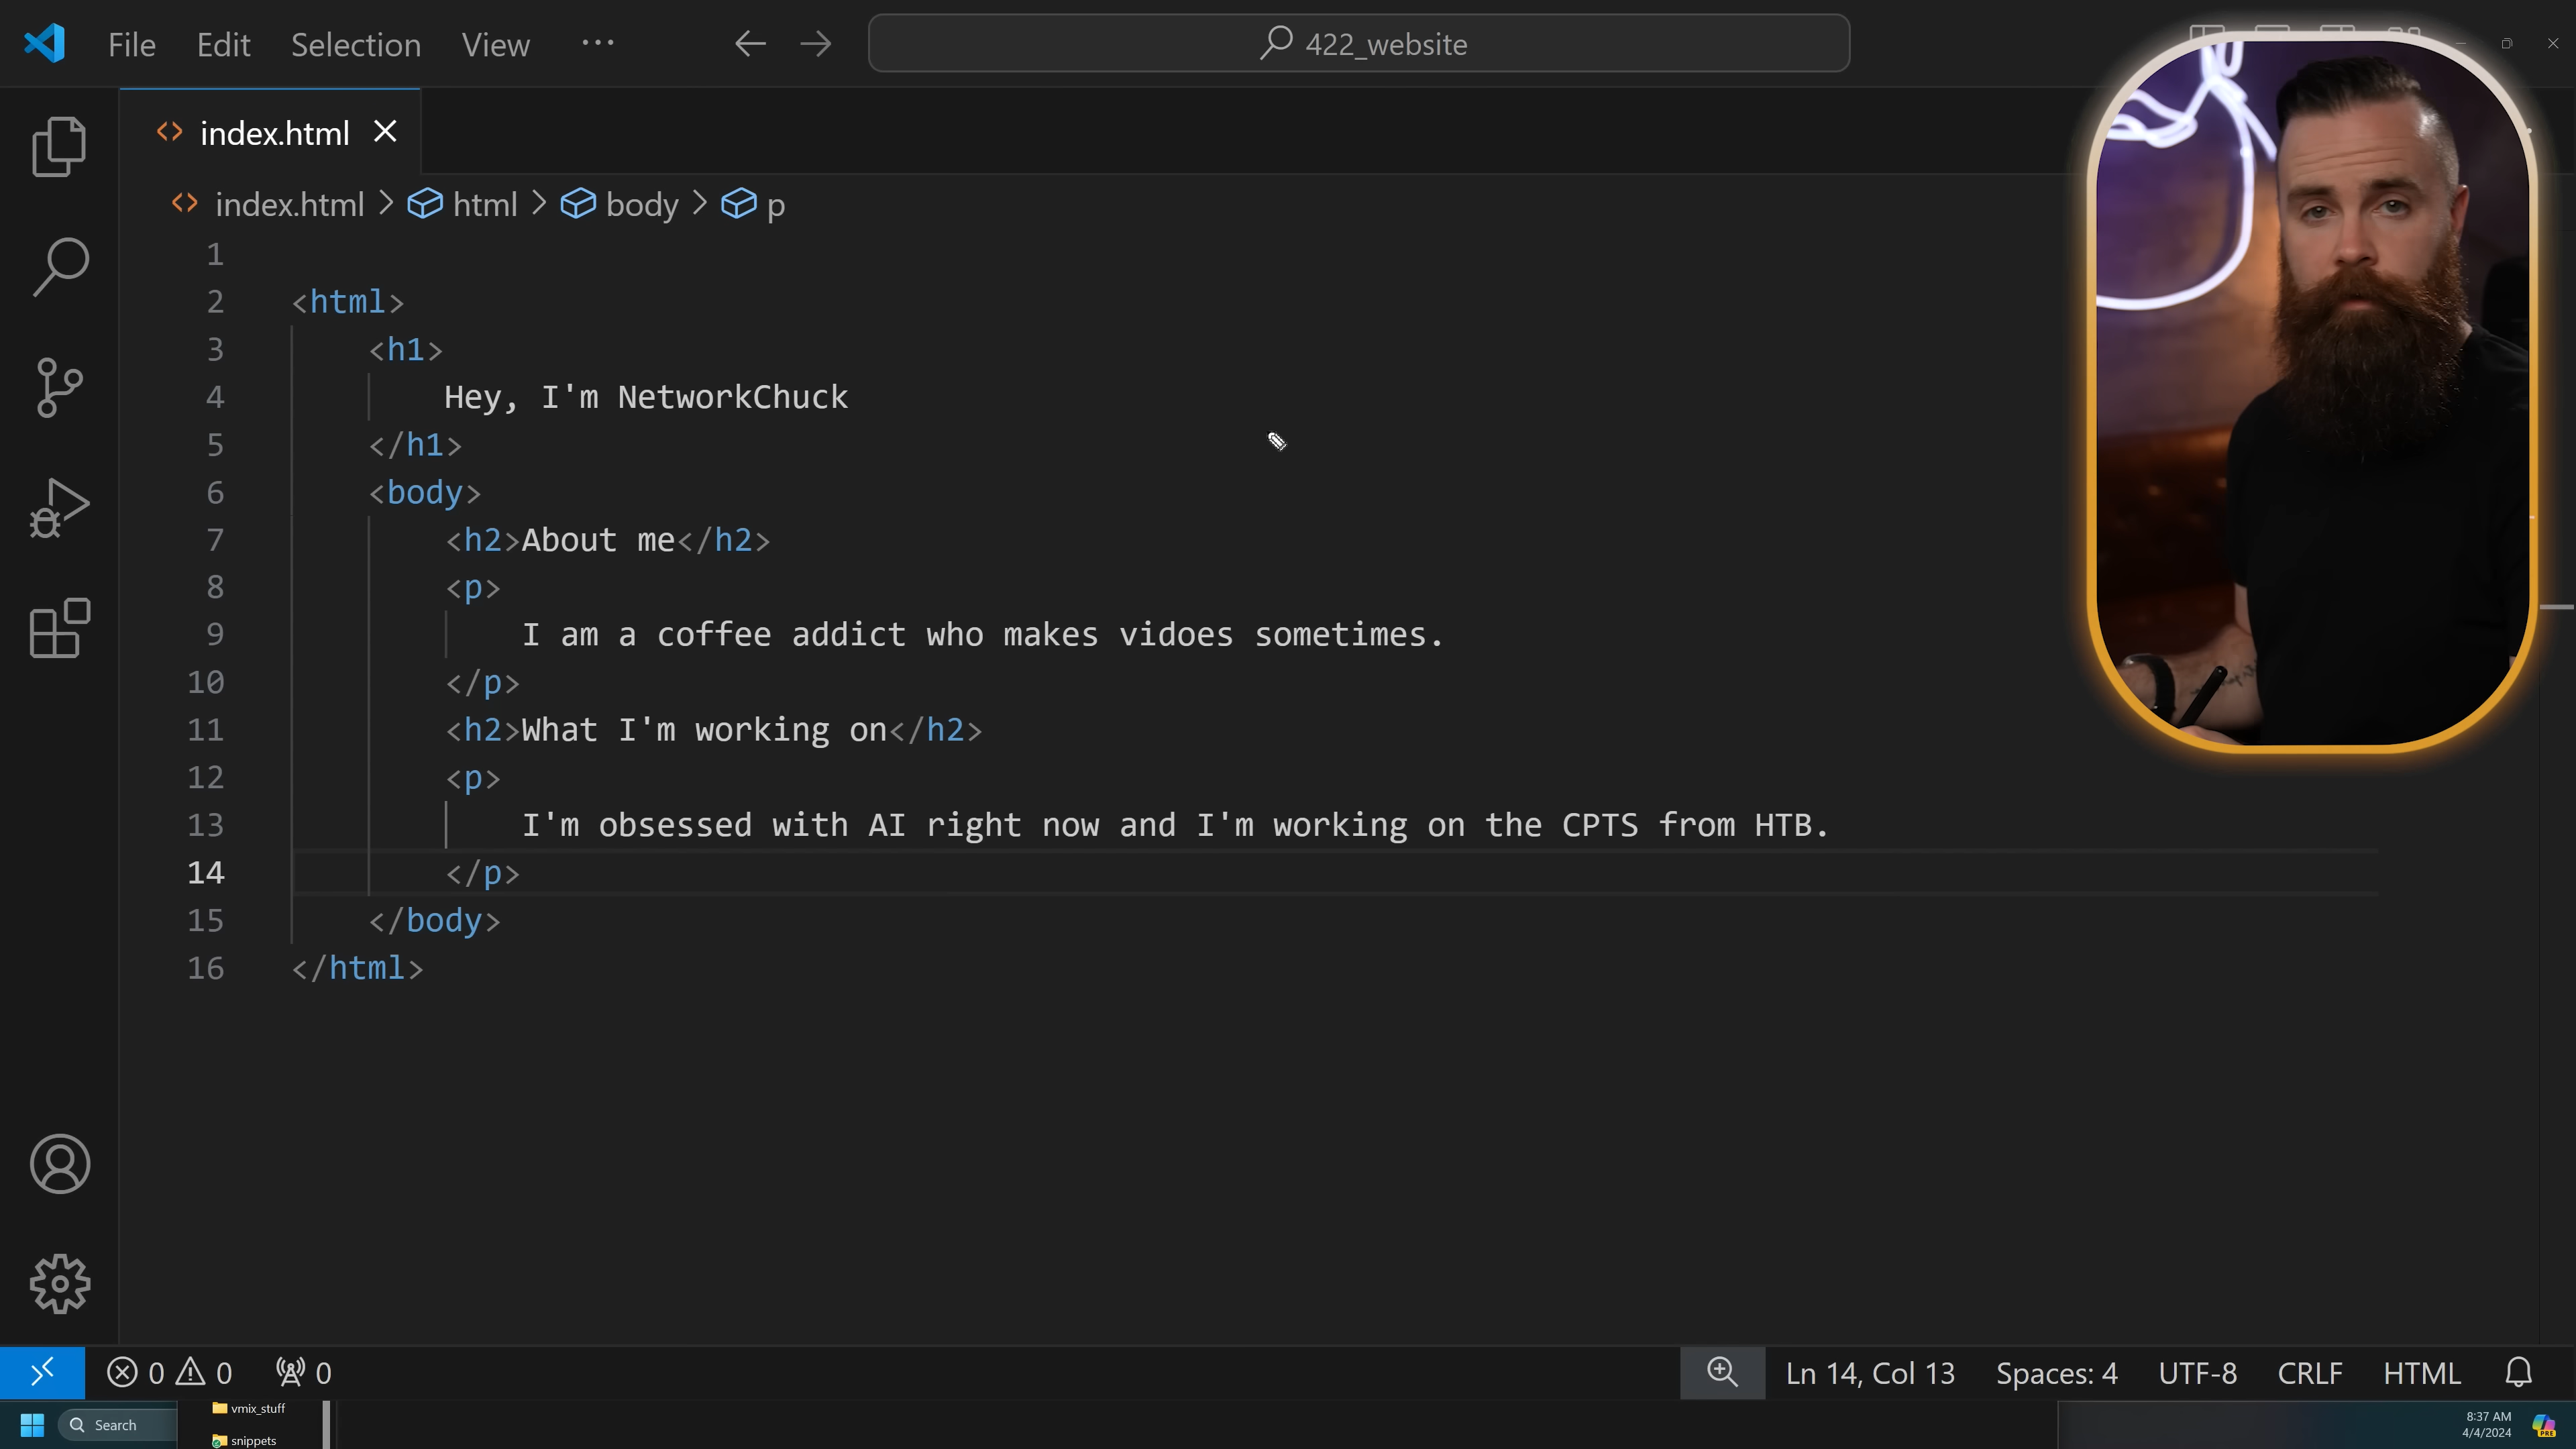 File Edit Selection View ··· 422_website
index.html
index.html > html > body > p
1
2 <html>
3 <h1>
4 Hey, I'm NetworkChuck
5 </h1>
6 <body>
7 <h2>About me</h2>
8 <p>
9 I am a coffee addict who makes vidoes sometimes.
10 </p>
11 <h2>What I'm working on</h2>
12 <p>
13 I'm obsessed with AI right now and I'm working on the CPTS from HTB.
14 </p>
15 </body>
16 </html>
0 0 0 Ln 14, Col 13 Spaces: 4 UTF-8 CRLF HTML
vmix_stuff
Search
snippets
8:37 AM
4/4/2024
PRE